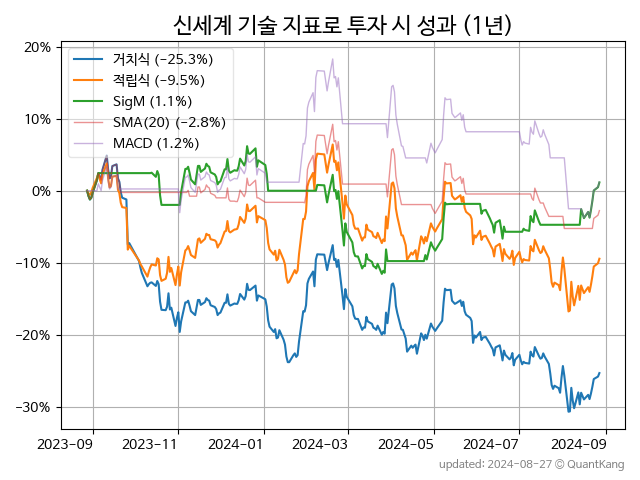 신세계 기술 지표로 투자 시 성과 (1년)
거치식 (−25.3%)
적립식 (−9.5%)
SigM (1.1%)
SMA(20) (−2.8%)
MACD (1.2%)
20%
10%
0%
−10%
−20%
−30%
2023−09 2023−11 2024−01 2024−03 2024−05 2024−07 2024−09
updated: 2024-08-27 © QuantKang